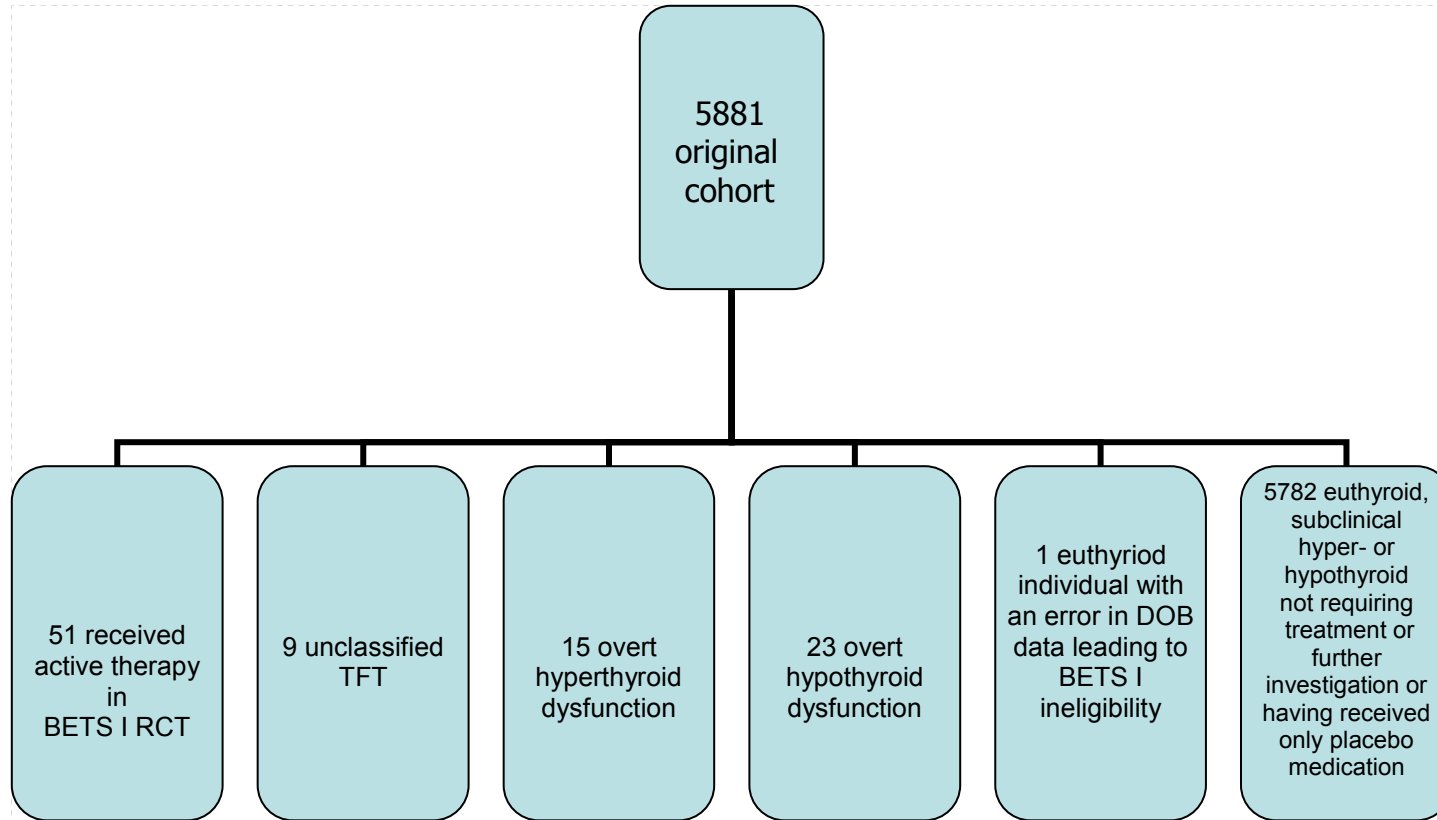 5881
original
cohort
51 received
active therapy
in
BETS I RCT
9 unclassified
TFT
15 overt
hyperthyroid
dysfunction
23 overt
hypothyroid
dysfunction
1 euthyriod
individual with
an error in DOB
data leading to
BETS I
ineligibility
5782 euthyroid,
subclinical
hyper- or
hypothyroid
not requiring
treatment or
further
investigation or
having received
only placebo
medication